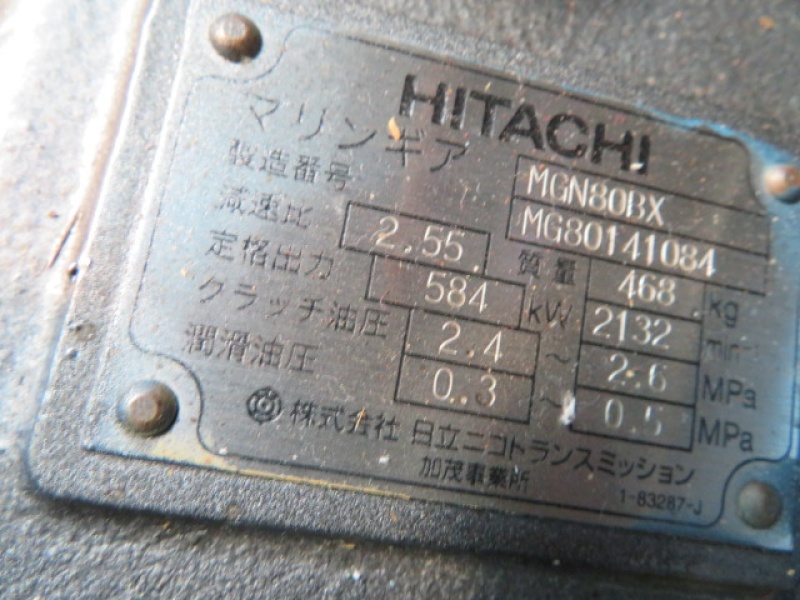 HITACHI
マリンギア MGN80BX
製造番号 MG80141084
減速比 2.55 質量 468 kg
定格出力 584 kW 2132 min⁻¹
クラッチ油圧 2.4 ~ 2.6 MPa
潤滑油圧 0.3 ~ 0.5 MPa
株式会社 日立ニコトランスミッション
加茂事業所
1-83287-J